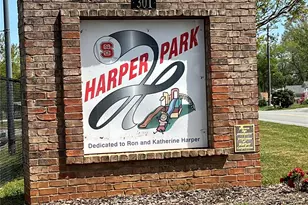 301
S
HARPER PARK
Dedicated to Ron and Katherine Harper